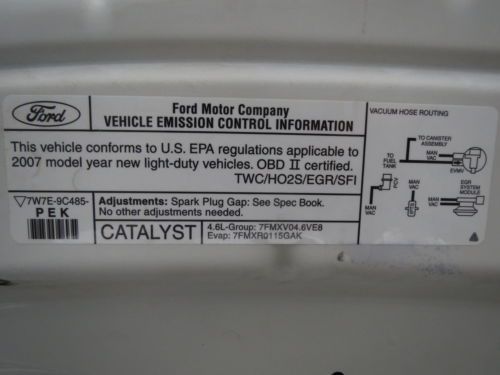 Ford
Ford Motor Company
VEHICLE EMISSION CONTROL INFORMATION
This vehicle conforms to U.S. EPA regulations applicable to
2007 model year new light-duty vehicles. OBD II certified.
TWC/HO2S/EGR/SFI
▽7W7E-9C485-
PEK
Adjustments: Spark Plug Gap: See Spec Book.
No other adjustments needed.
CATALYST
4.6L-Group: 7FMXV04.6VE8
Evap: 7FMXR0115GAK
VACUUM HOSE ROUTING
TO CANISTER
ASSEMBLY
TO
FUEL
TANK
MAN
VAC
EVMV
PCV
EGR
SYSTEM
MODULE
MAN
VAC
MAN
VAC
MAN
VAC